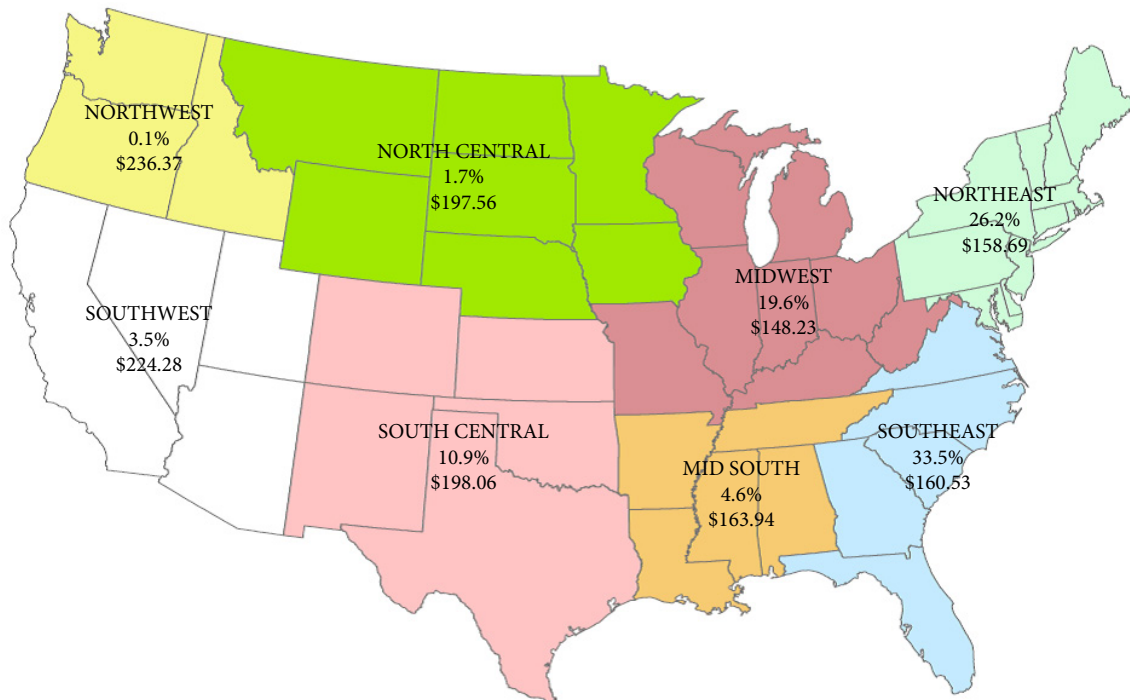 NORTHWEST
0.1%
$236.37
NORTH CENTRAL
1.7%
$197.56
NORTHEAST
26.2%
$158.69
SOUTHWEST
3.5%
$224.28
MIDWEST
19.6%
$148.23
SOUTH CENTRAL
10.9%
$198.06
MID SOUTH
4.6%
$163.94
SOUTHEAST
33.5%
$160.53